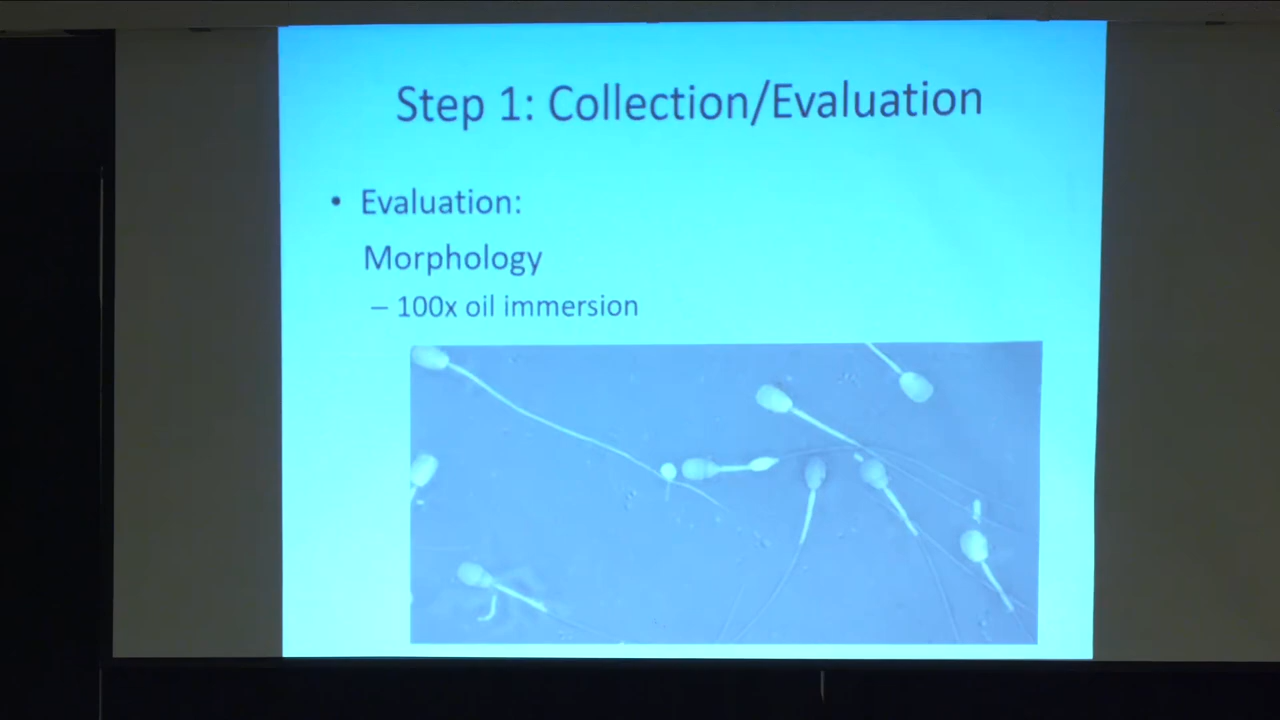 Step 1: Collection/Evaluation
• Evaluation:
Morphology
– 100x oil immersion